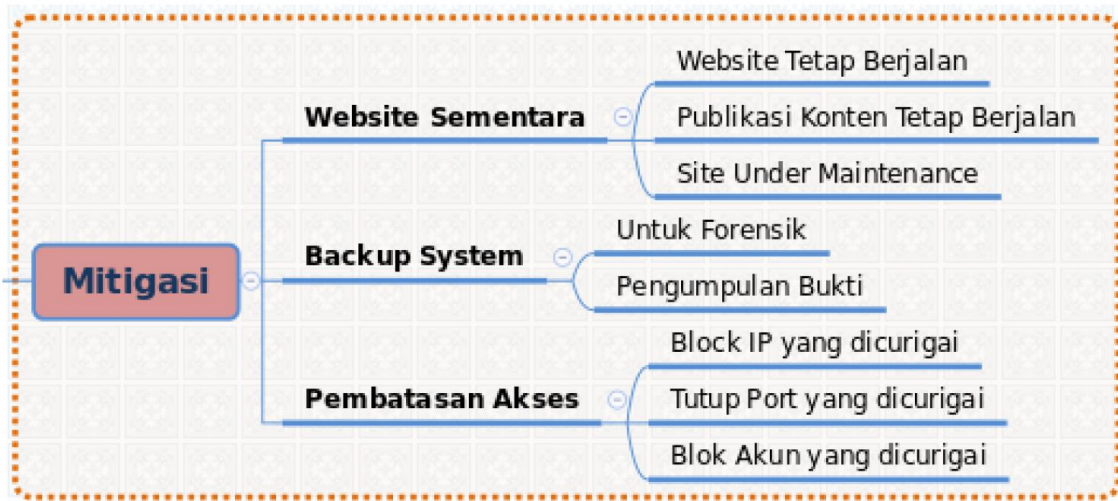 Mitigasi
Website Sementara
Website Tetap Berjalan
Publikasi Konten Tetap Berjalan
Site Under Maintenance
Backup System
Untuk Forensik
Pengumpulan Bukti
Pembatasan Akses
Block IP yang dicurigai
Tutup Port yang dicurigai
Blok Akun yang dicurigai